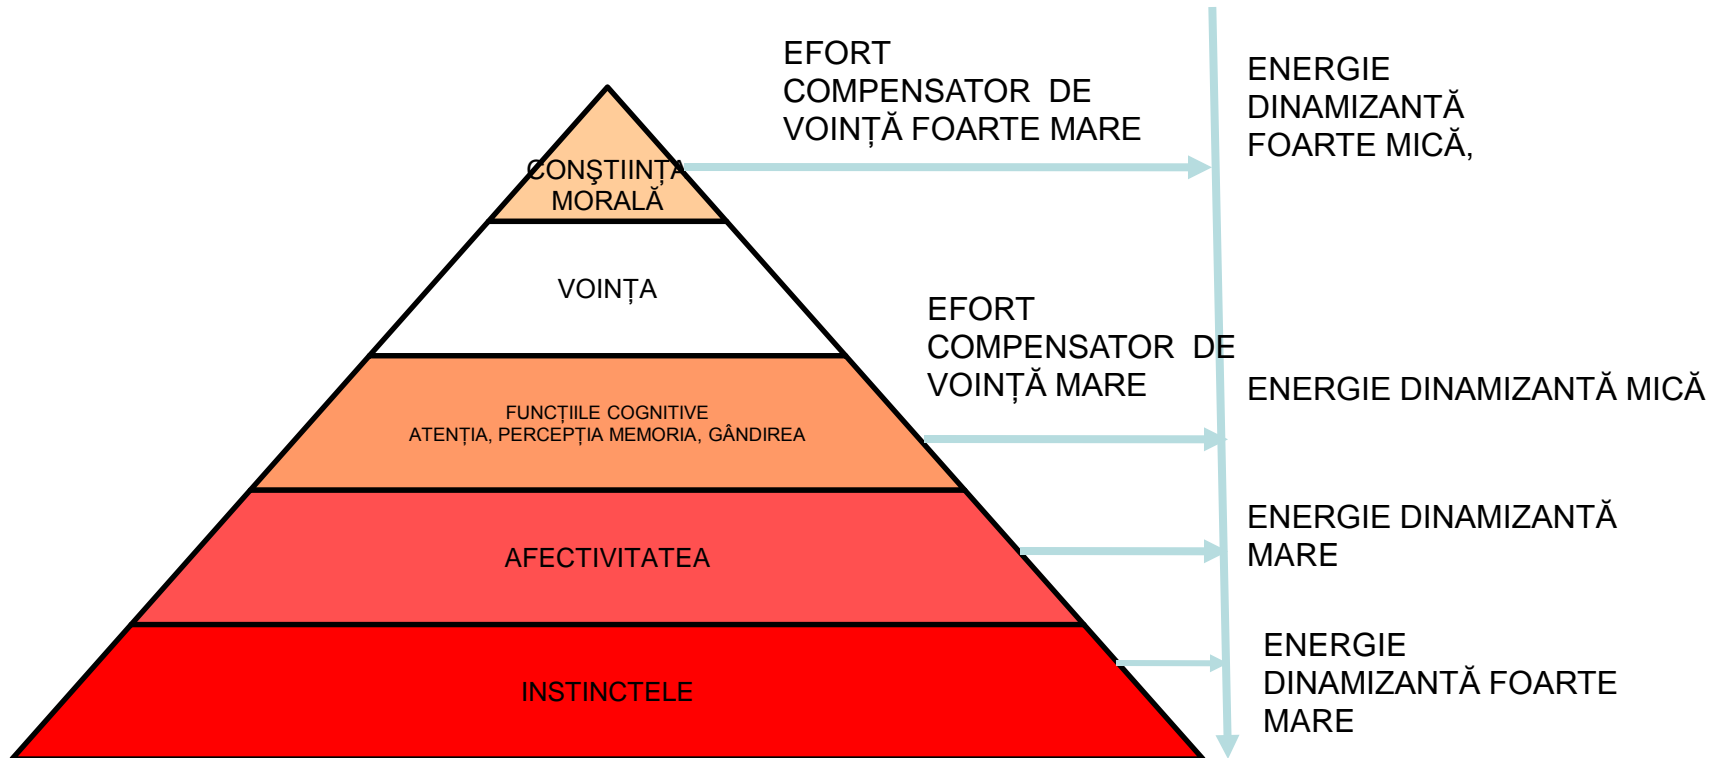 EFORT
COMPENSATOR DE
VOINȚĂ FOARTE MARE
ENERGIE
DINAMIZANTĂ
FOARTE MICĂ,
CONŞTIINȚA
MORALĂ
VOINȚA
EFORT
COMPENSATOR DE
VOINȚĂ MARE
ENERGIE DINAMIZANTĂ MICĂ
FUNCȚIILE COGNITIVE
ATENȚIA, PERCEPȚIA MEMORIA, GÂNDIREA
ENERGIE DINAMIZANTĂ
MARE
AFECTIVITATEA
ENERGIE
DINAMIZANTĂ FOARTE
MARE
INSTINCTELE